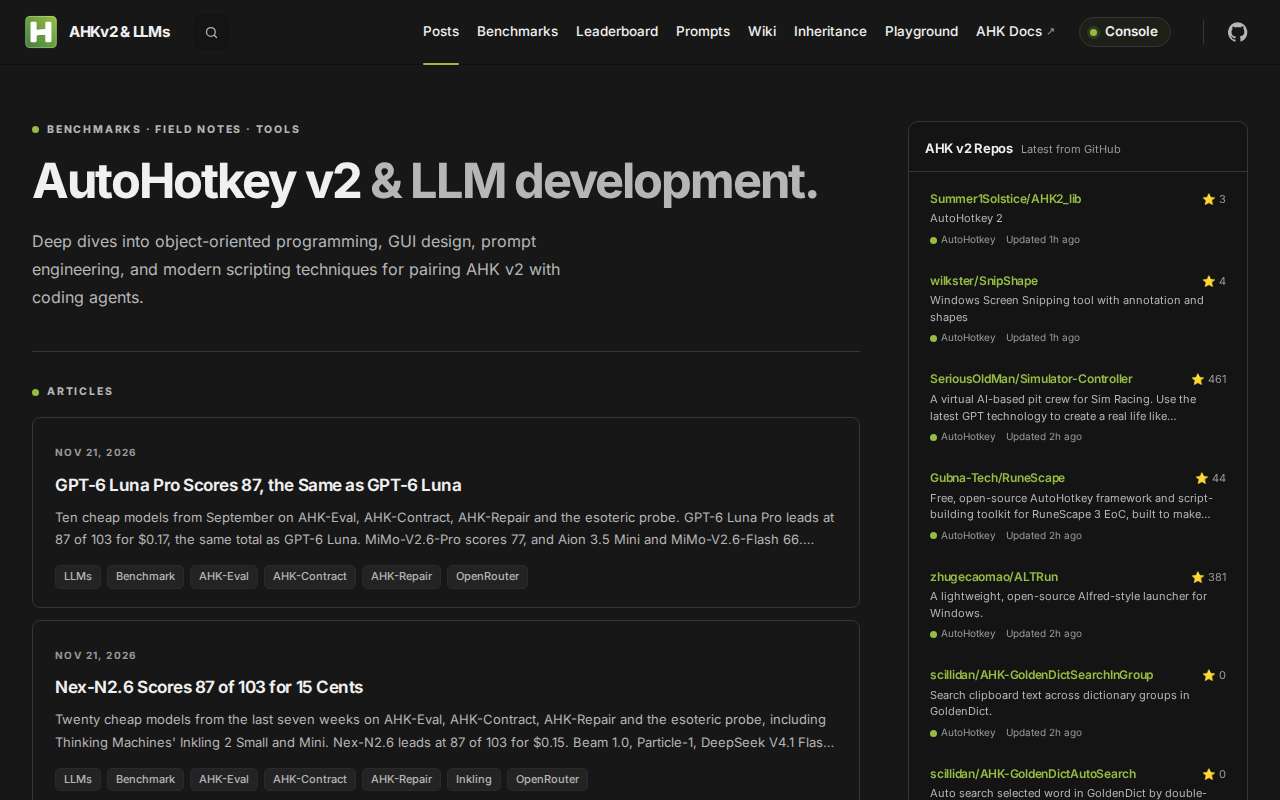 AHKv2 & LLMs
Posts
Benchmarks
Leaderboard
Prompts
Wiki
Inheritance
Playground
AHK Docs ↗
Console
BENCHMARKS · FIELD NOTES · TOOLS
AutoHotkey v2 & LLM development.
Deep dives into object-oriented programming, GUI design, prompt
engineering, and modern scripting techniques for pairing AHK v2 with
coding agents.
ARTICLES
NOV 21, 2026
GPT-6 Luna Pro Scores 87, the Same as GPT-6 Luna
Ten cheap models from September on AHK-Eval, AHK-Contract, AHK-Repair and the esoteric probe. GPT-6 Luna Pro leads at
87 of 103 for $0.17, the same total as GPT-6 Luna. MiMo-V2.6-Pro scores 77, and Aion 3.5 Mini and MiMo-V2.6-Flash 66....
LLMs
Benchmark
AHK-Eval
AHK-Contract
AHK-Repair
OpenRouter
NOV 21, 2026
Nex-N2.6 Scores 87 of 103 for 15 Cents
Twenty cheap models from the last seven weeks on AHK-Eval, AHK-Contract, AHK-Repair and the esoteric probe, including
Thinking Machines' Inkling 2 Small and Mini. Nex-N2.6 leads at 87 of 103 for $0.15. Beam 1.0, Particle-1, DeepSeek V4.1 Flas...
LLMs
Benchmark
AHK-Eval
AHK-Contract
AHK-Repair
Inkling
OpenRouter
AHK v2 Repos Latest from GitHub
Summer1Solstice/AHK2_lib ⭐ 3
AutoHotkey 2
AutoHotkey Updated 1h ago
wilkster/SnipShape ⭐ 4
Windows Screen Snipping tool with annotation and
shapes
AutoHotkey Updated 1h ago
SeriousOldMan/Simulator-Controller ⭐ 461
A virtual AI-based pit crew for Sim Racing. Use the
latest GPT technology to create a real life like...
AutoHotkey Updated 2h ago
Gubna-Tech/RuneScape ⭐ 44
Free, open-source AutoHotkey framework and script-
building toolkit for RuneScape 3 EoC, built to make...
AutoHotkey Updated 2h ago
zhugecaomao/ALTRun ⭐ 381
A lightweight, open-source Alfred-style launcher for
Windows.
AutoHotkey Updated 2h ago
scillidan/AHK-GoldenDictSearchInGroup ⭐ 0
Search clipboard text across dictionary groups in
GoldenDict.
AutoHotkey Updated 2h ago
scillidan/AHK-GoldenDictAutoSearch ⭐ 0
Auto search selected word in GoldenDict by double-